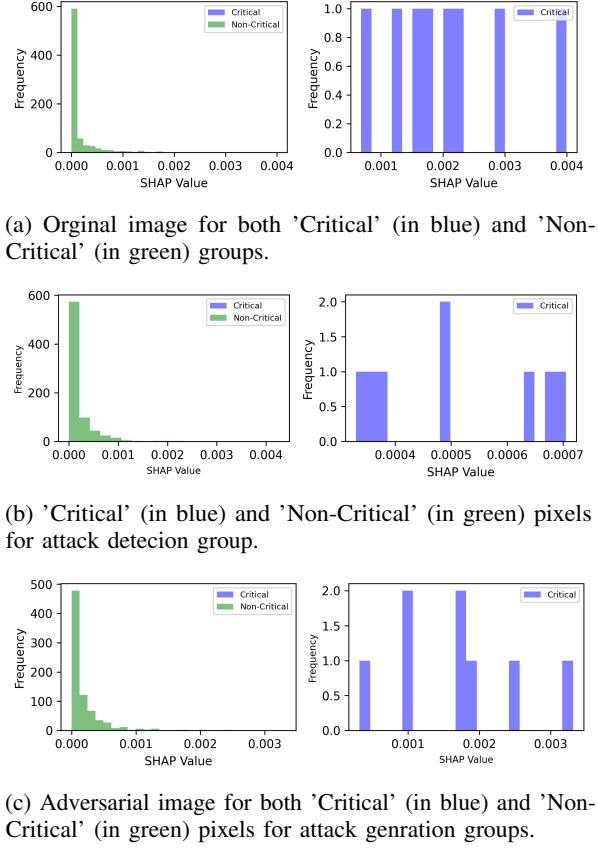 600
400
200
0
Frequency
0.000 0.001 0.002 0.003 0.004
SHAP Value
Critical
Non-Critical
1.0
0.8
0.6
0.4
0.2
0.0
Frequency
0.001 0.002 0.003 0.004
SHAP Value
Critical
(a) Orginal image for both 'Critical' (in blue) and 'Non-
Critical' (in green) groups.
600
400
200
0
Frequency
0.000 0.001 0.002 0.003 0.004
SHAP Value
Critical
Non-Critical
2.0
1.5
1.0
0.5
0.0
Frequency
0.0004 0.0005 0.0006 0.0007
SHAP Value
Critical
(b) 'Critical' (in blue) and 'Non-Critical' (in green) pixels
for attack detecion group.
500
400
300
200
100
0
Frequency
0.000 0.001 0.002 0.003
SHAP Value
Critical
Non-Critical
2.0
1.5
1.0
0.5
0.0
Frequency
0.001 0.002 0.003
SHAP Value
Critical
(c) Adversarial image for both 'Critical' (in blue) and 'Non-
Critical' (in green) pixels for attack genration groups.